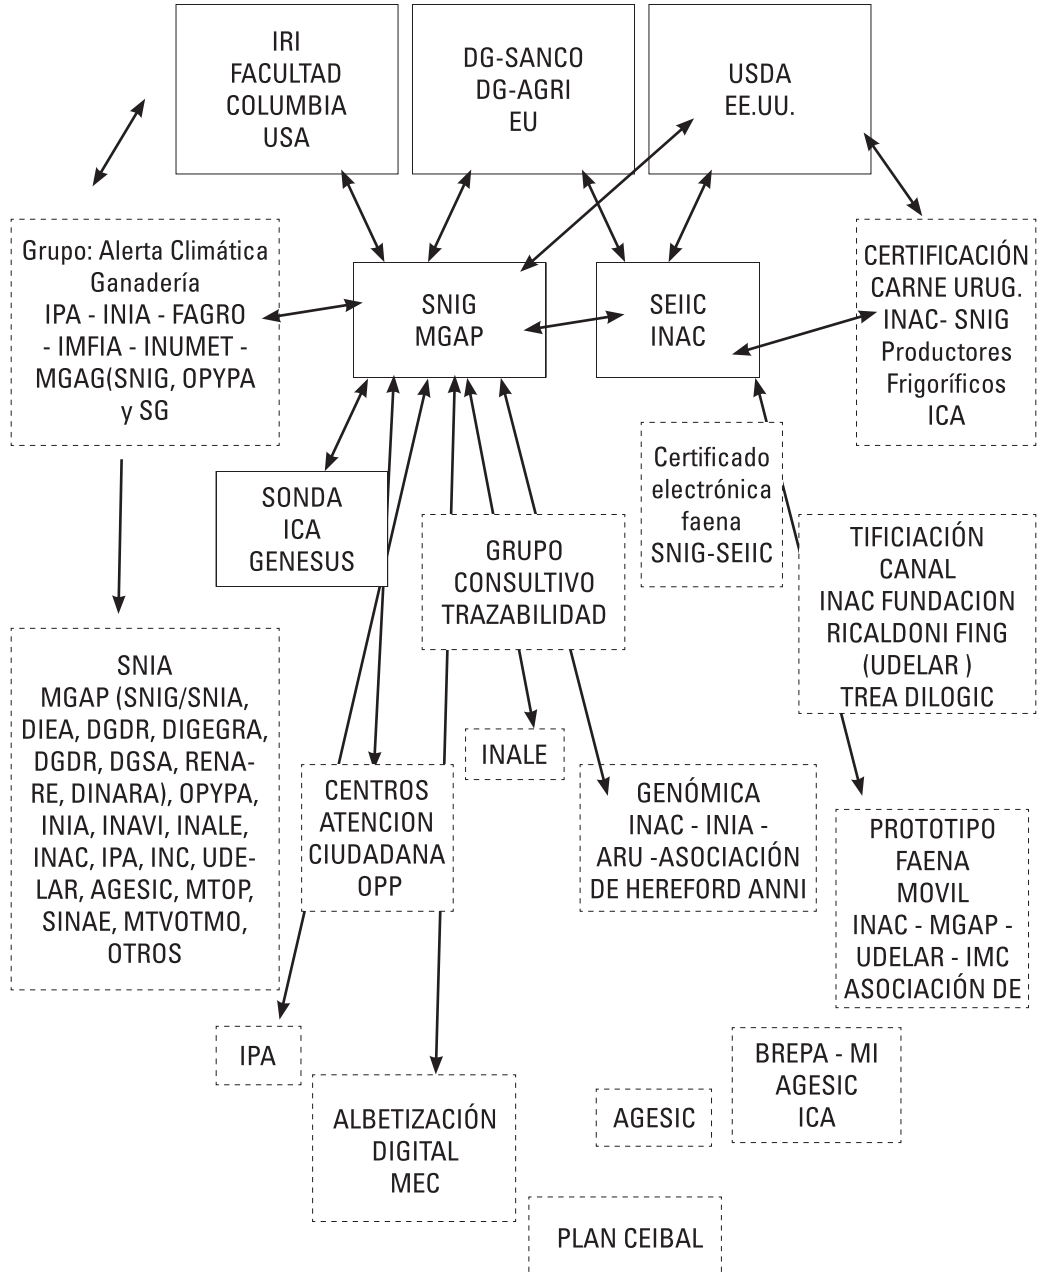 IRI
FACULTAD
COLUMBIA
USA
DG-SANCO
DG-AGRI
EU
USDA
EE.UU.
Grupo: Alerta Climática
Ganadería
IPA - INIA - FAGRO
- IMFIA - INUMET -
MGAG(SNIG, OPYPA
y SG
SNIG
MGAP
SEIIC
INAC
CERTIFICACIÓN
CARNE URUG.
INAC- SNIG
Productores
Frigoríficos
ICA
SONDA
ICA
GENESUS
GRUPO
CONSULTIVO
TRAZABILIDAD
Certificado
electrónica
faena
SNIG-SEIIC
TIFICIACIÓN
CANAL
INAC FUNDACION
RICALDONI FING
(UDELAR )
TREA DILOGIC
SNIA
MGAP (SNIG/SNIA,
DIEA, DGDR, DIGEGRA,
DGDR, DGSA, RENA-
RE, DINARA), OPYPA,
INIA, INAVI, INALE,
INAC, IPA, INC, UDE-
LAR, AGESIC, MTOP,
SINAE, MTVOTMO,
OTROS
INALE
CENTROS
ATENCION
CIUDADANA
OPP
GENÓMICA
INAC - INIA -
ARU -ASOCIACIÓN
DE HEREFORD ANNI
PROTOTIPO
FAENA
MOVIL
INAC - MGAP -
UDELAR - IMC
ASOCIACIÓN DE
IPA
ALBETIZACIÓN
DIGITAL
MEC
AGESIC
BREPA - MI
AGESIC
ICA
PLAN CEIBAL